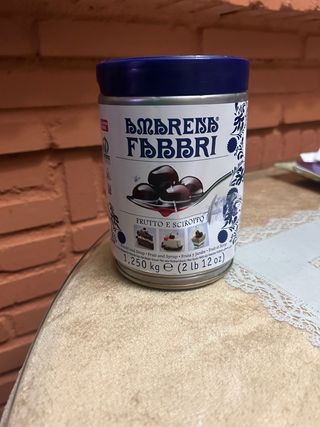 AMARENA
FABBRI
FRUTTO E SCIROPPO
1,250 kg e (2 lb 12 oz)